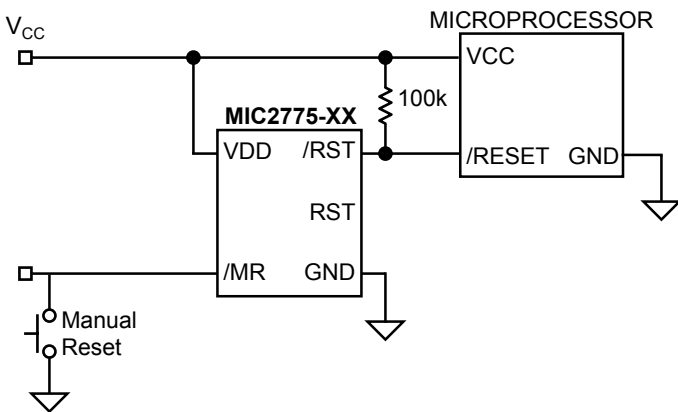 MICROPROCESSOR
VCC
VCC
100k
MIC2775-XX
VDD /RST
/RESET GND
RST
/MR GND
Manual
Reset